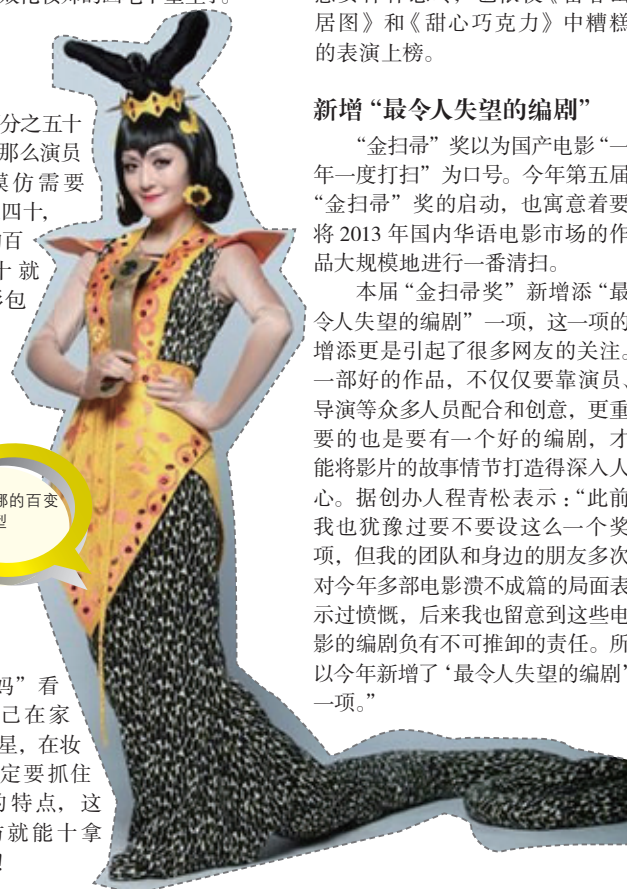 分之五十
那么演员
仿需要
四十，
的百
十就
包
娜的百变
型
妈”看
己在家
星，在妆
定要抓住
的特点，这
就能十拿
！
居图》和《甜心巧克力》中糟糕
的表演上榜。
新增“最令人失望的编剧”
“金扫帚”奖以为国产电影“一
年一度打扫”为口号。今年第五届
“金扫帚”奖的启动，也寓意着要
将 2013 年国内华语电影市场的作
品大规模地进行一番清扫。
本届“金扫帚奖”新增添“最
令人失望的编剧”一项，这一项的
增添更是引起了很多网友的关注。
一部好的作品，不仅仅要靠演员、
导演等众多人员配合和创意，更重
要的也是要有一个好的编剧，才
能将影片的故事情节打造得深入人
心。据创办人程青松表示：“此前
我也犹豫过要不要设这么一个奖
项，但我的团队和身边的朋友多次
对今年多部电影溃不成篇的局面表
示过愤慨，后来我也留意到这些电
影的编剧负有不可推卸的责任。所
以今年新增了‘最令人失望的编剧’
一项。”